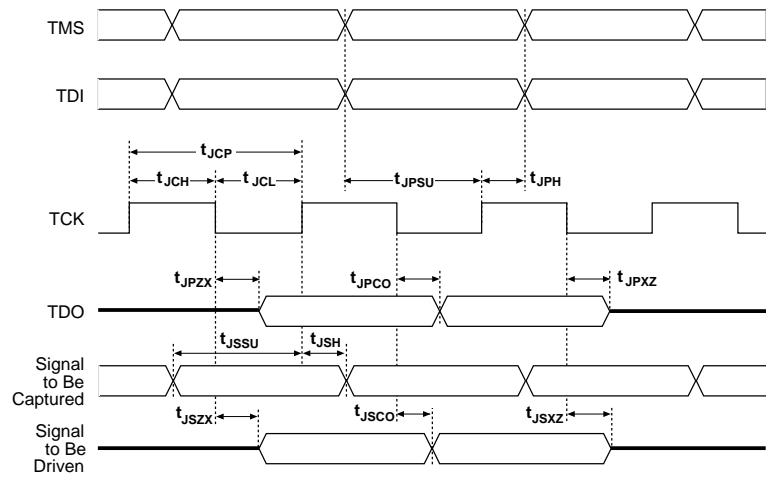 TMS
TDI
tJCP
tJCH
tJCL
tJPSU
tJPH
TCK
tJPZX
tJPCO
tJPXZ
TDO
tJSSU
tJSH
Signal
to Be
Captured
tJSZX
tJSCO
tJSXZ
Signal
to Be
Driven